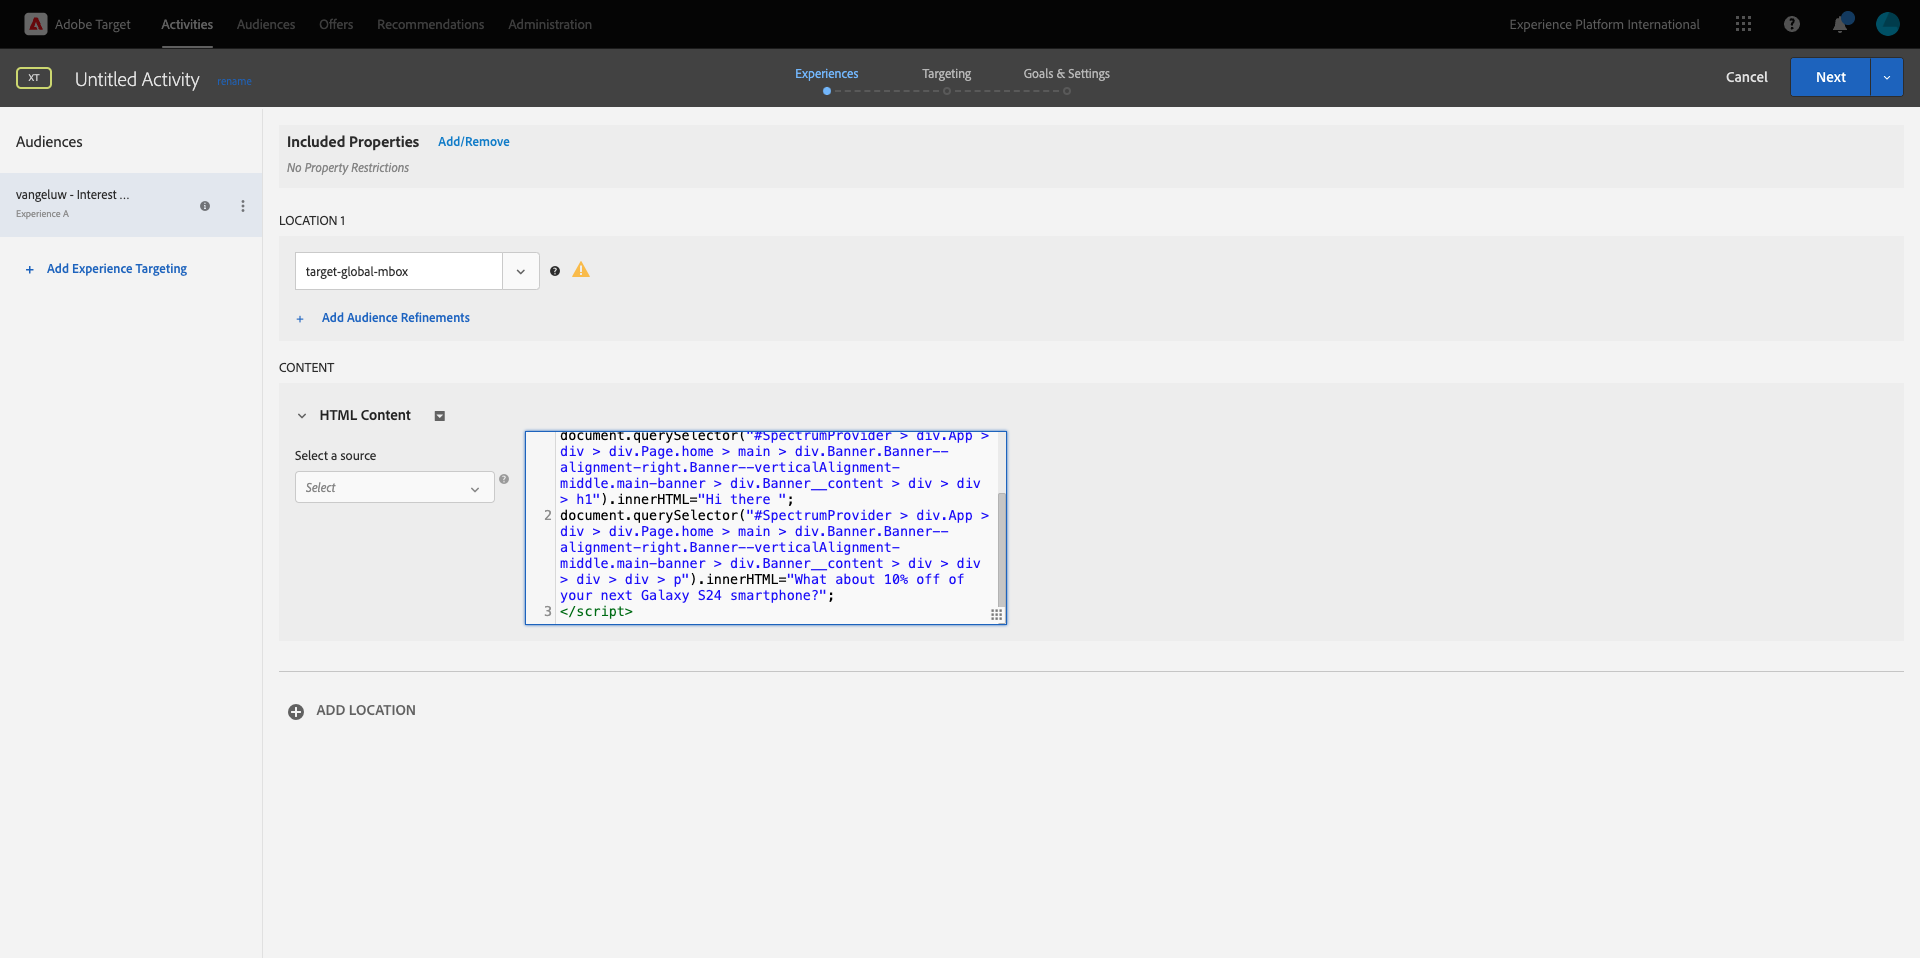 Adobe Target
Activities
Audiences
Offers
Recommendations
Administration
Experience Platform International
XT
Untitled Activity
rename
Experiences
Targeting
Goals & Settings
Cancel
Next
Audiences
vangeluw - Interest ...
Experience A
+ Add Experience Targeting
Included Properties
Add/Remove
No Property Restrictions
LOCATION 1
target-global-mbox
+ Add Audience Refinements
CONTENT
HTML Content
Select a source
Select
document.querySelector("#SpectrumProvider > div.App >
div > div.Page.home > main > div.Banner.Banner--
alignment-right.Banner--verticalAlignment-
middle.main-banner > div.Banner__content > div > div
> h1").innerHTML="Hi there ";
2 document.querySelector("#SpectrumProvider > div.App >
div > div.Page.home > main > div.Banner.Banner--
alignment-right.Banner--verticalAlignment-
middle.main-banner > div.Banner__content > div > div
> div > div > p").innerHTML="What about 10% off of
your next Galaxy S24 smartphone?";
3 </script>
ADD LOCATION